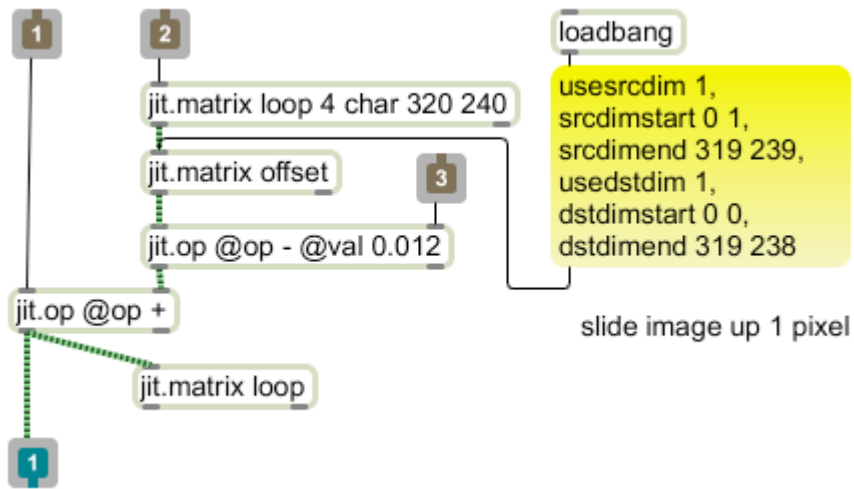 1
2
loadbang
jit.matrix loop 4 char 320 240
usesrcdim 1,
srcdimstart 0 1,
srcdimend 319 239,
usedstdim 1,
dstdimstart 0 0,
dstdimend 319 238
jit.matrix offset
3
jit.op @op - @val 0.012
jit.op @op +
slide image up 1 pixel
jit.matrix loop
1